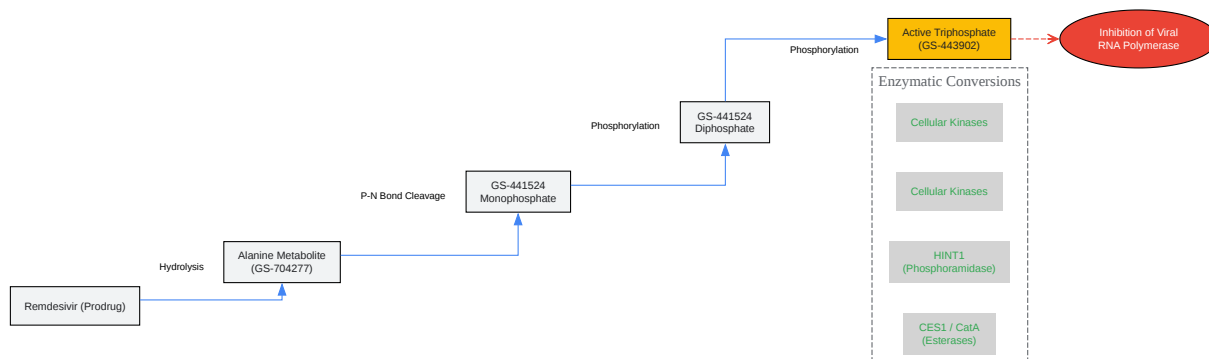 Active Triphosphate
(GS-443902)
Inhibition of Viral
RNA Polymerase
Phosphorylation
Enzymatic Conversions
GS-441524
Diphosphate
Cellular Kinases
Phosphorylation
GS-441524
Monophosphate
Cellular Kinases
P-N Bond Cleavage
Alanine Metabolite
(GS-704277)
HINT1
(Phosphoramidase)
Hydrolysis
Remdesivir (Prodrug)
CES1 / CatA
(Esterases)